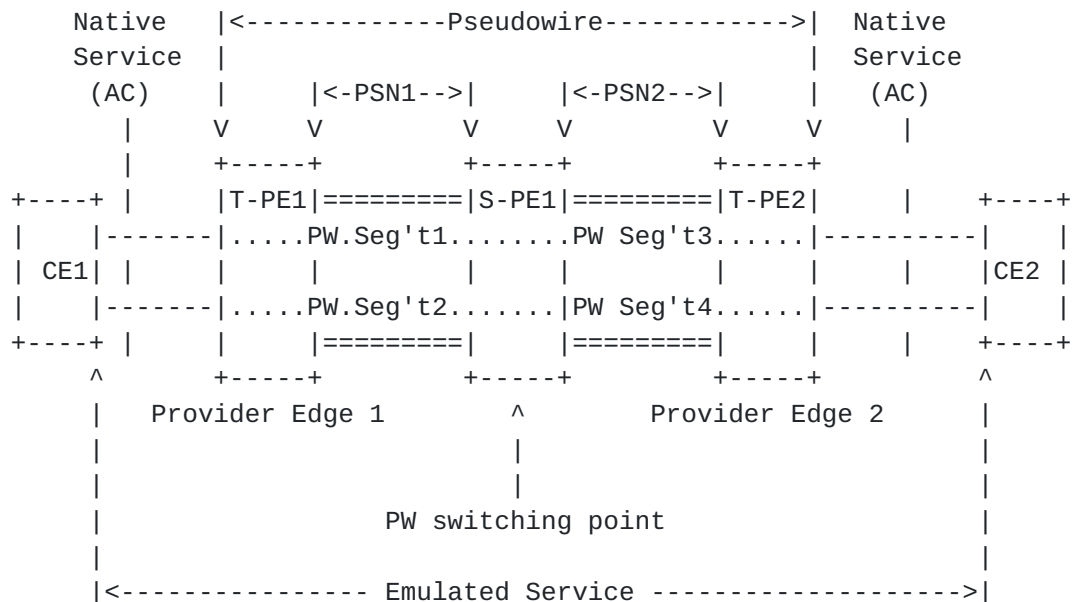 Native |<-------------Pseudowire------------>| Native
Service | | Service
(AC) | |<-PSN1-->| |<-PSN2-->| | (AC)
| V V V V V V |
| +-----+ +-----+ +-----+
+----+ | |T-PE1|=========|S-PE1|=========|T-PE2| | +----+
| |-------|.....PW.Seg't1........PW Seg't3......|----------| |
| CE1| | | | | | | | | |CE2 |
| |-------|.....PW.Seg't2.......|PW Seg't4......|----------| |
+----+ | | |=========| |=========| | | +----+
^ +-----+ +-----+ +-----+ ^
| Provider Edge 1 ^ Provider Edge 2 |
| | |
| | |
| PW switching point |
| |
|<---------------- Emulated Service -------------------->|